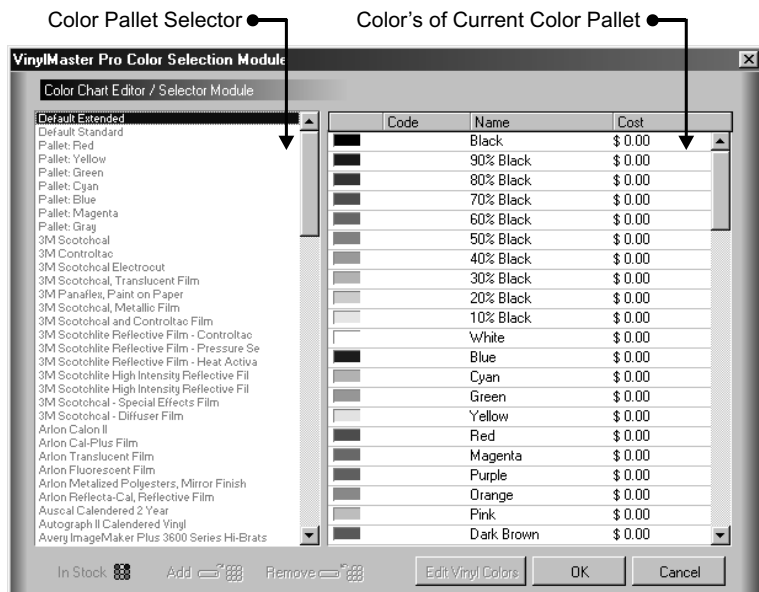 Color Pallet Selector
Color's of Current Color Pallet
VinylMaster Pro Color Selection Module
Color Chart Editor / Selector Module
Default Extended
Default Standard
Pallet: Red
Pallet: Yellow
Pallet: Green
Pallet: Cyan
Pallet: Blue
Pallet: Magenta
Pallet: Gray
3M Scotchcal
3M Controltac
3M Scotchcal Electrocut
3M Scotchcal, Translucent Film
3M Panaflex, Paint on Paper
3M Scotchcal, Metallic Film
3M Scotchcal and Controltac Film
3M Scotchlite Reflective Film - Controltac
3M Scotchlite Reflective Film - Pressure Se
3M Scotchlite Reflective Film - Heat Activa
3M Scotchlite High Intensity Reflective Fil
3M Scotchlite High Intensity Reflective Fil
3M Scotchcal - Special Effects Film
3M Scotchcal - Diffuser Film
Arlon Calon II
Arlon Cal-Plus Film
Arlon Translucent Film
Arlon Fluorescent Film
Arlon Metalized Polyesters, Mirror Finish
Arlon Reflecta-Cal, Reflective Film
Auscal Calendered 2 Year
Autograph II Calendered Vinyl
Avery ImageMaker Plus 3600 Series Hi-Brats
Code Name Cost
Black $ 0.00
90% Black $ 0.00
80% Black $ 0.00
70% Black $ 0.00
60% Black $ 0.00
50% Black $ 0.00
40% Black $ 0.00
30% Black $ 0.00
20% Black $ 0.00
10% Black $ 0.00
White $ 0.00
Blue $ 0.00
Cyan $ 0.00
Green $ 0.00
Yellow $ 0.00
Red $ 0.00
Magenta $ 0.00
Purple $ 0.00
Orange $ 0.00
Pink $ 0.00
Dark Brown $ 0.00
In Stock Add Remove Edit Vinyl Colors OK Cancel